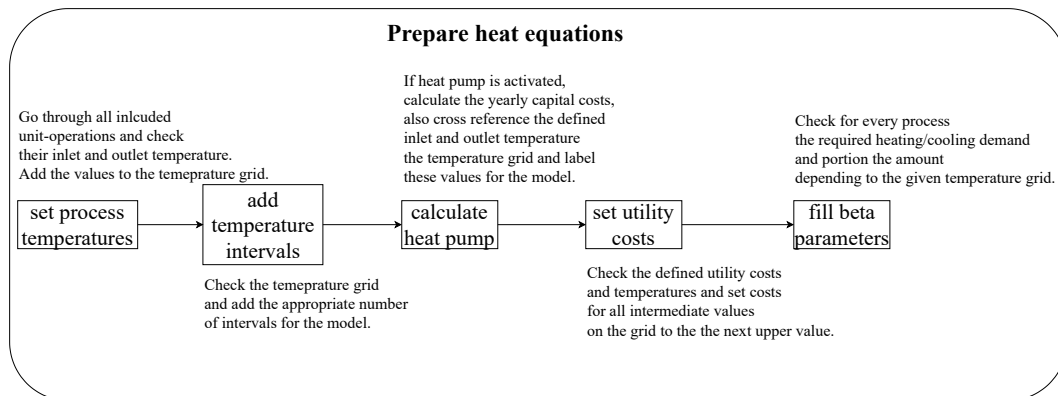 Prepare heat equations
Go through all inlcuded
unit-operations and check
their inlet and outlet temperature.
Add the values to the temeprature grid.
set process
temperatures
add
temperature
intervals
Check the temeprature grid
and add the appropriate number
of intervals for the model.
If heat pump is activated,
calculate the yearly capital costs,
also cross reference the defined
inlet and outlet temperature
the temperature grid and label
these values for the model.
calculate
heat pump
set utility
costs
Check the defined utility costs
and temperatures and set costs
for all intermediate values
on the grid to the the next upper value.
Check for every process
the required heating/cooling demand
and portion the amount
depending to the given temperature grid.
fill beta
parameters